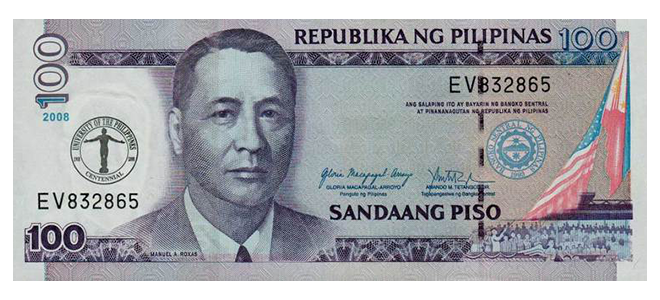 REPUBLIKA NG PILIPINAS 100
100
EV832865
ANG SALAPING ITO AY BAYARIN NG BANGKO SENTRAL
AT PINANANAGUTAN NG REPUBLIKA NG PILIPINAS
2008
UNIVERSITY OF THE PHILIPPINES
CENTENNIAL
EV832865
Gloria Macapagal-Arroyo
GLORIA MACAPAGAL-ARROYO
Pangulo ng Pilipinas
AMANDO M. TETANGCO, JR.
Tagapangasiwa ng Bangko Sentral
SANDAANG PISO
100
MANUEL A. ROXAS